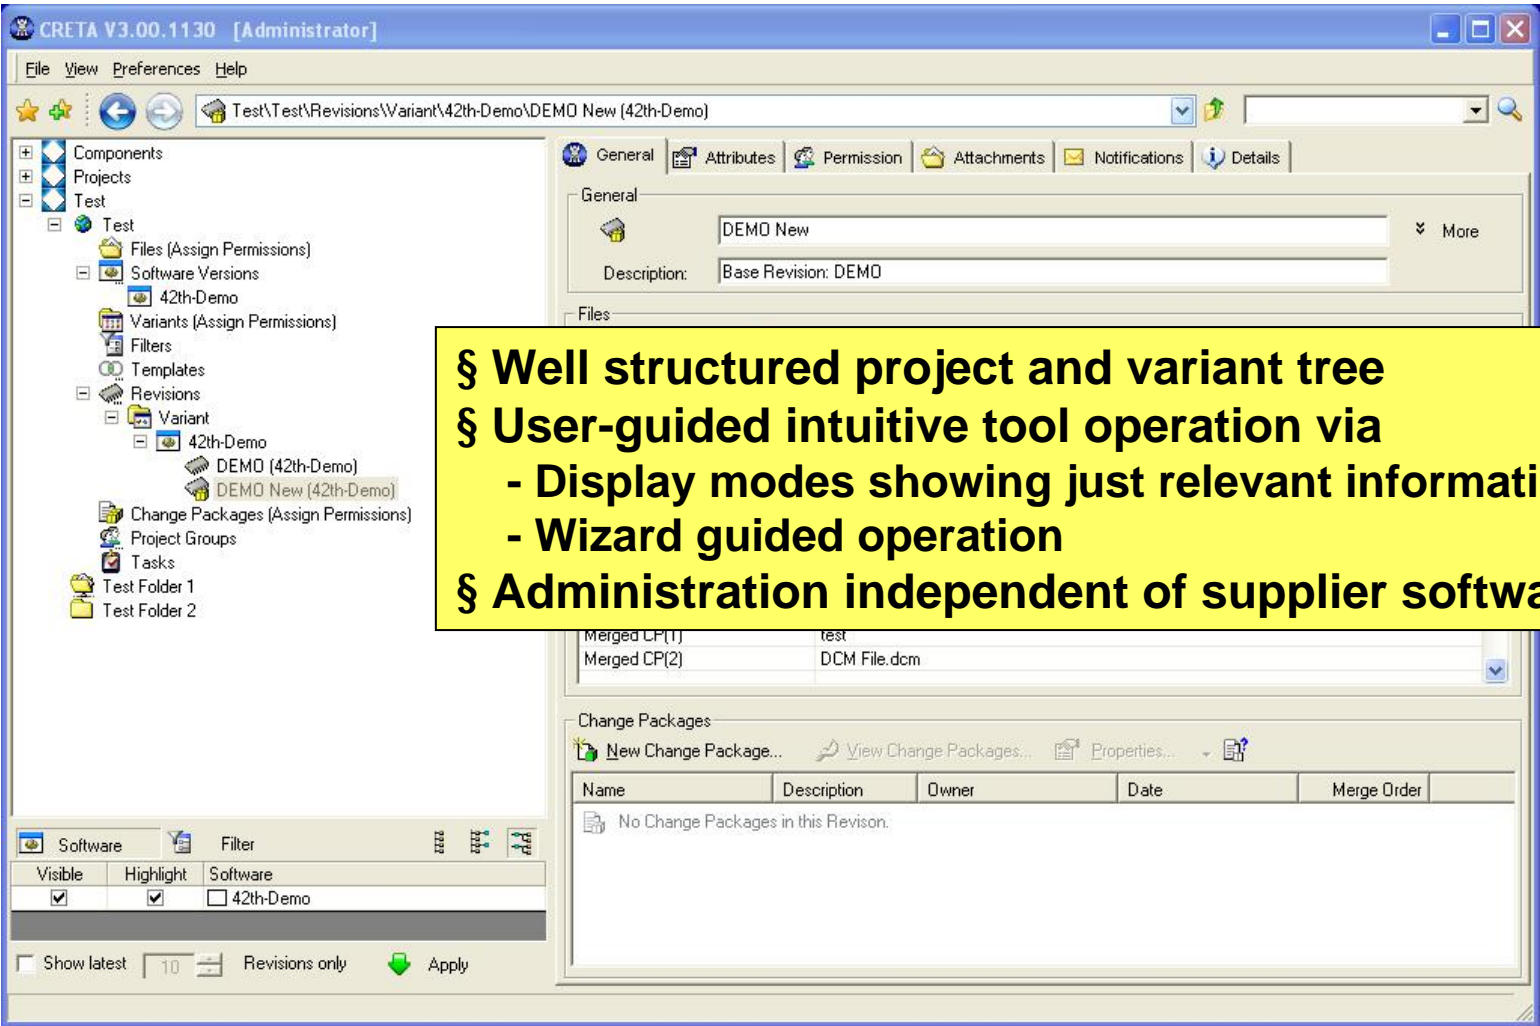 CRETA V3.00.1130 [Administrator]
File View Preferences Help
Test\Test\Revisions\Variant\42th-Demo\DEMO New (42th-Demo)
Components
Projects
Test
Test
Files (Assign Permissions)
Software Versions
42th-Demo
Variants (Assign Permissions)
Filters
Templates
Revisions
Variant
42th-Demo
DEMO (42th-Demo)
DEMO New (42th-Demo)
Change Packages (Assign Permissions)
Project Groups
Tasks
Test Folder 1
Test Folder 2
Software Filter
Visible Highlight Software
42th-Demo
Show latest 10 Revisions only Apply
General Attributes Permission Attachments Notifications Details
General
DEMO New More
Description: Base Revision: DEMO
Files
§ Well structured project and variant tree
§ User-guided intuitive tool operation via
- Display modes showing just relevant informati
- Wizard guided operation
§ Administration independent of supplier softwa
Merged CP(1) test
Merged CP(2) DCM File.dcm
Change Packages
New Change Package... View Change Packages... Properties...
Name Description Owner Date Merge Order
No Change Packages in this Revison.